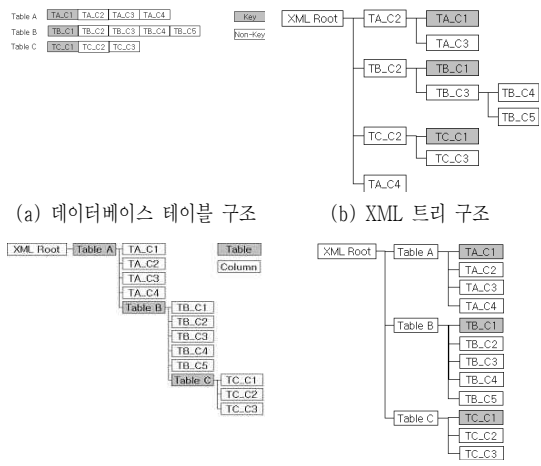 Table A TA_C1 TA_C2 TA_C3 TA_C4
Key
Table B TB_C1 TB_C2 TB_C3 TB_C4 TB_C5
Non-Key
Table C TC_C1 TC_C2 TC_C3
XML Root TA_C2 TA_C1
TA_C3
TB_C2 TB_C1
TB_C3 TB_C4
TB_C5
TC_C2 TC_C1
TC_C3
TA_C4
(a) 데이터베이스 테이블 구조
(b) XML 트리 구조
XML Root Table A TA_C1
Table
TA_C2
Column
TA_C3
TA_C4
Table B TB_C1
TB_C2
TB_C3
TB_C4
TB_C5
Table C TC_C1
TC_C2
TC_C3
XML Root Table A TA_C1
TA_C2
TA_C3
TA_C4
Table B TB_C1
TB_C2
TB_C3
TB_C4
TB_C5
Table C TC_C1
TC_C2
TC_C3